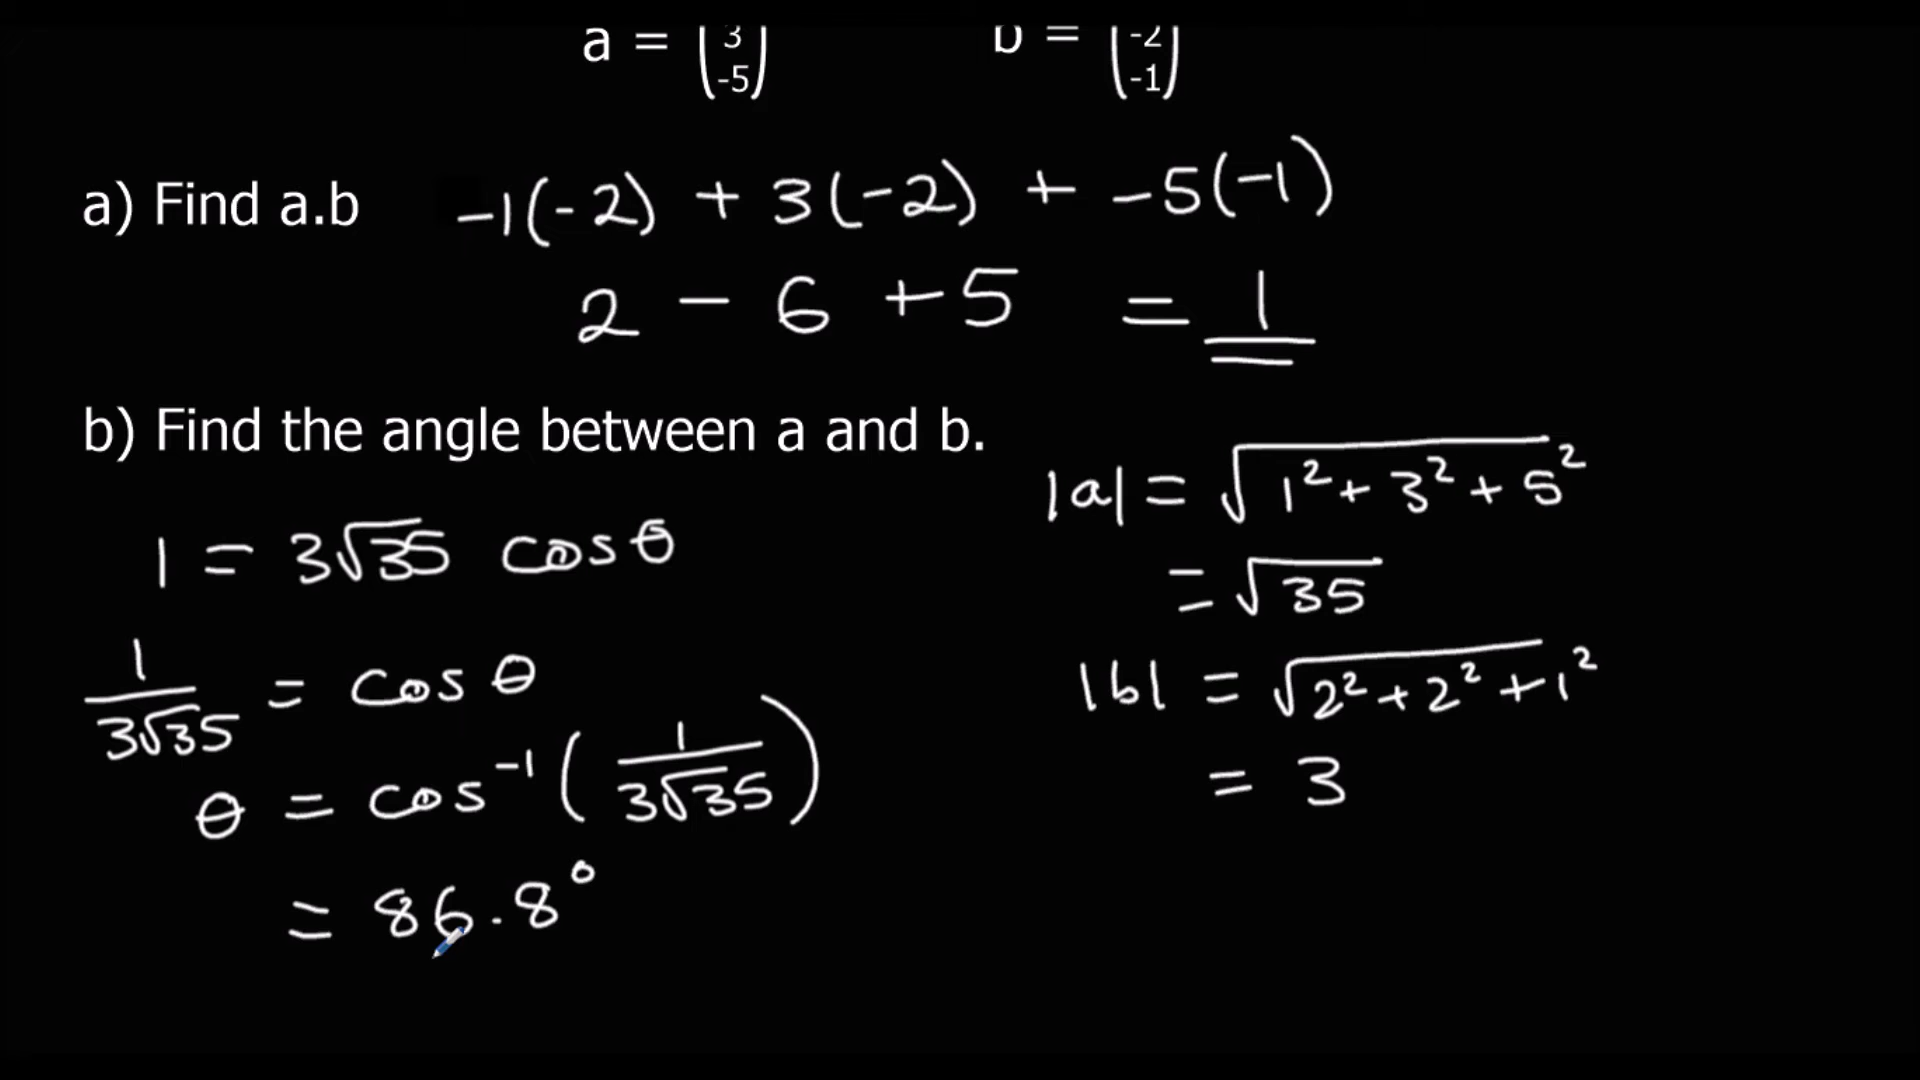 a = (3 -5) b = (-2 -1)
a) Find a.b -1(-2) + 3(-2) + -5(-1)
2 - 6 + 5 = 1
b) Find the angle between a and b.
|a| = √(1² + 3² + 5²)
1 = 3√35 cosθ
= √35
1/(3√35) = cosθ
|b| = √(2² + 2² + 1²)
θ = cos⁻¹(1/(3√35))
= 3
= 86.8°